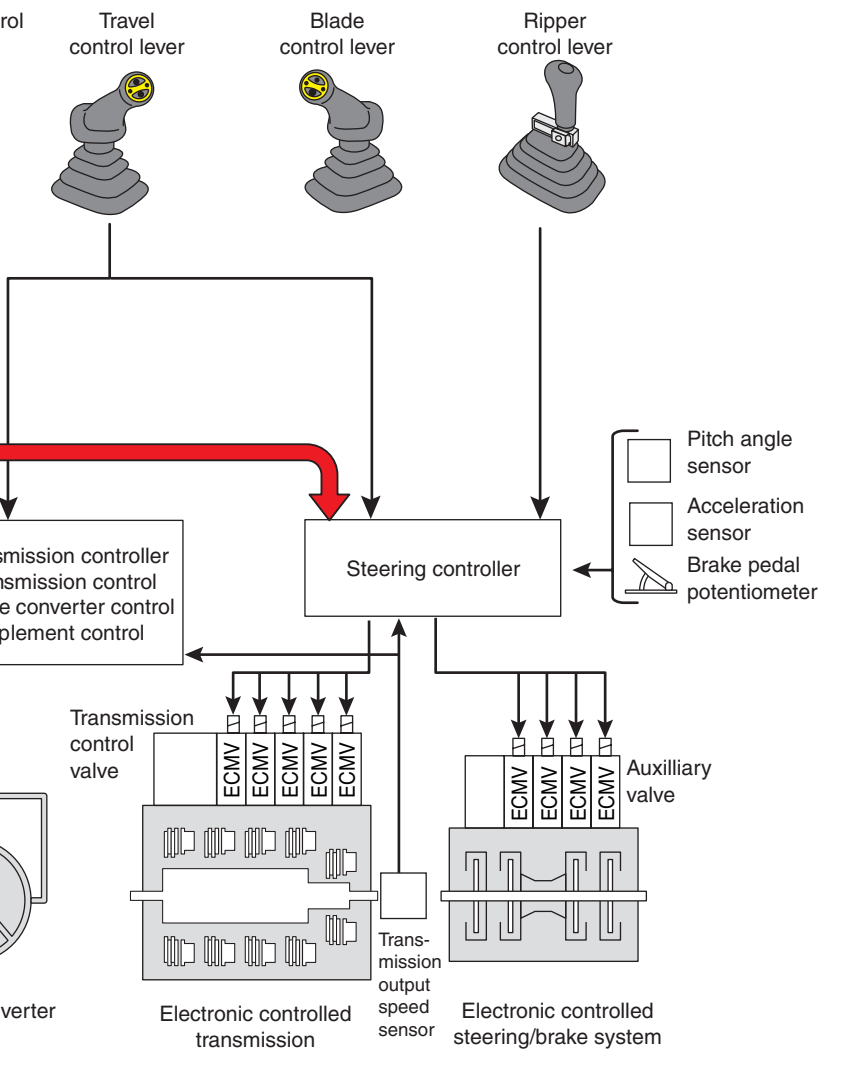 rol
Travel
control lever
Blade
control lever
Ripper
control lever
Pitch angle
sensor
Acceleration
sensor
Brake pedal
potentiometer
smission controller
nsmission control
e converter control
plement control
Steering controller
Transmission
control
valve
ECMV
ECMV
ECMV
ECMV
ECMV
ECMV
ECMV
ECMV
ECMV
Auxilliary
valve
Trans-
mission
output
speed
sensor
verter
Electronic controlled
transmission
Electronic controlled
steering/brake system